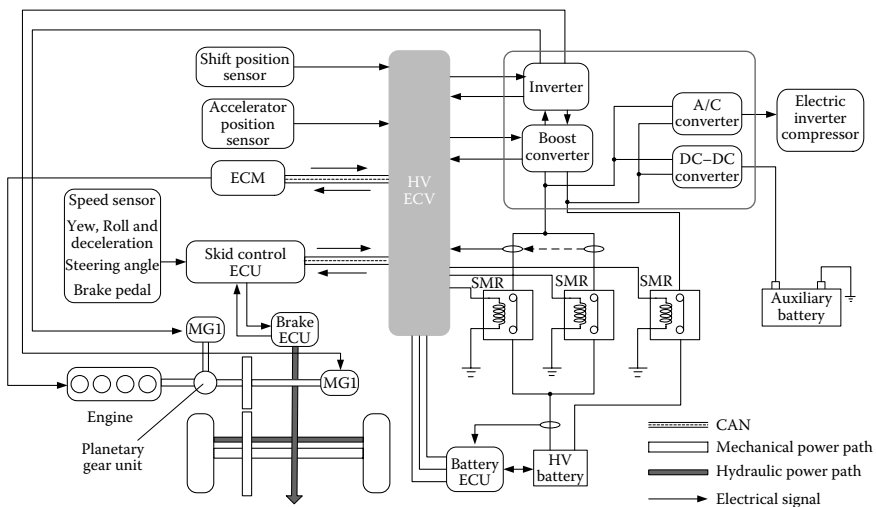 Shift position
sensor
Accelerator
position
sensor
ECM
Speed sensor
Yew, Roll and
deceleration
Steering angle
Brake pedal
Skid control
ECU
Brake
ECU
MG1
MG1
Engine
Planetary
gear unit
HV
ECV
Inverter
Boost
converter
A/C
converter
DC–DC
converter
Electric
inverter
compressor
SMR
SMR
SMR
Auxiliary
battery
Battery
ECU
HV
battery
CAN
Mechanical power path
Hydraulic power path
Electrical signal